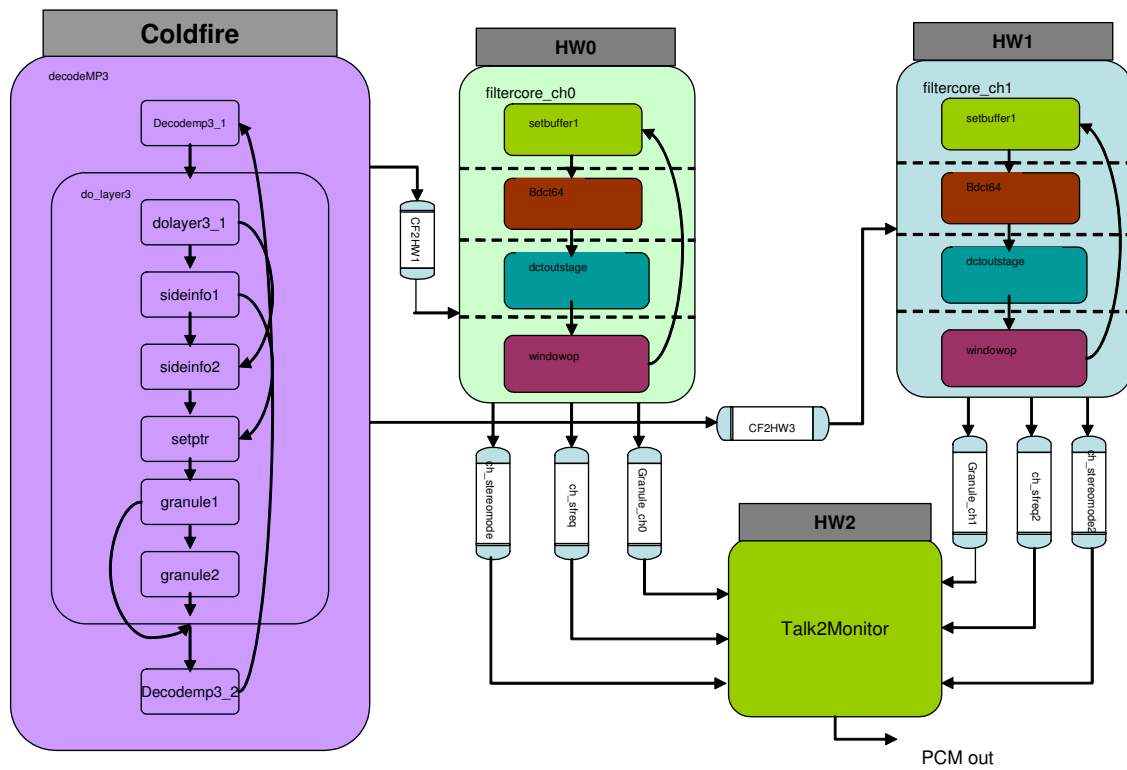 Coldfire
decodeMP3
Decodemp3_1
do_layer3
dolayer3_1
sideinfo1
sideinfo2
setptr
granule1
granule2
Decodemp3_2
CF2HW1
HW0
filtercore_ch0
setbuffer1
Bdct64
dctoutstage
windowop
CF2HW3
HW1
filtercore_ch1
setbuffer1
Bdct64
dctoutstage
windowop
ch_stereomode
ch_sfreq
Granule_ch0
Granule_ch1
ch_sfreq2
ch_stereomode2
HW2
Talk2Monitor
PCM out